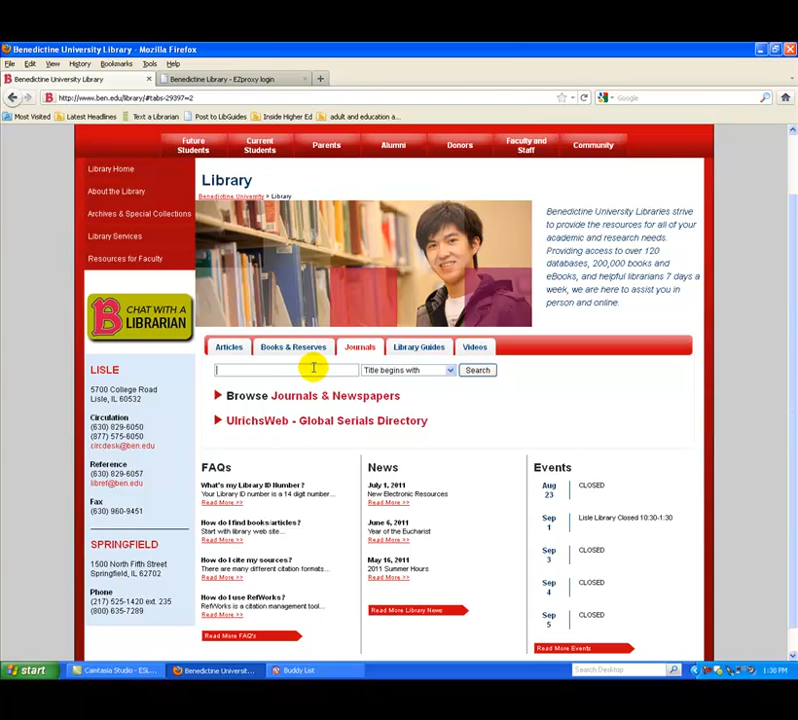 Benedictine University Library - Mozilla Firefox
File Edit View History Bookmarks Tools Help
Benedictine University Library
Benedictine Library - EZproxy login
http://www.ben.edu/library/#tabs-29397=2
Google
Most Visited Latest Headlines Text a Librarian Post to LibGuides Inside Higher Ed adult and education a...
Future Students
Current Students
Parents
Alumni
Donors
Faculty and Staff
Community
Library Home
About the Library
Archives & Special Collections
Library Services
Resources for Faculty
Library
Benedictine University > Library
Benedictine University Libraries strive
to provide the resources for all of your
academic and research needs.
Providing access to over 120
databases, 200,000 books and
eBooks, and helpful librarians 7 days a
week, we are here to assist you in
person and online.
B CHAT WITH A
LIBRARIAN
Articles Books & Reserves Journals Library Guides Videos
Title begins with Search
Browse Journals & Newspapers
UlrichsWeb - Global Serials Directory
LISLE
5700 College Road
Lisle, IL 60532
Circulation
(630) 829-6050
(877) 575-6050
circdesk@ben.edu
Reference
(630) 829-6057
libref@ben.edu
Fax
(630) 960-9451
SPRINGFIELD
1500 North Fifth Street
Springfield, IL 62702
Phone
(217) 525-1420 ext. 235
(800) 635-7289
FAQs
What's my Library ID Number?
Your Library ID number is a 14 digit number...
Read More >>
How do I find books/articles?
Start with library web site...
Read More >>
How do I cite my sources?
There are many different citation formats...
Read More >>
How do I use RefWorks?
RefWorks is a citation management tool...
Read More >>
Read More FAQ's
News
July 1, 2011
New Electronic Resources
Read More >>
June 6, 2011
Year of the Eucharist
Read More >>
May 16, 2011
2011 Summer Hours
Read More >>
Read More Library News
Events
Aug 23 CLOSED
Sep 1 Lisle Library Closed 10:30-1:30
Sep 3 CLOSED
Sep 4 CLOSED
Sep 5 CLOSED
Read More Events
start
Camtasia Studio - ESL...
Benedictine Universit...
Buddy List
Search Desktop
1:38 PM